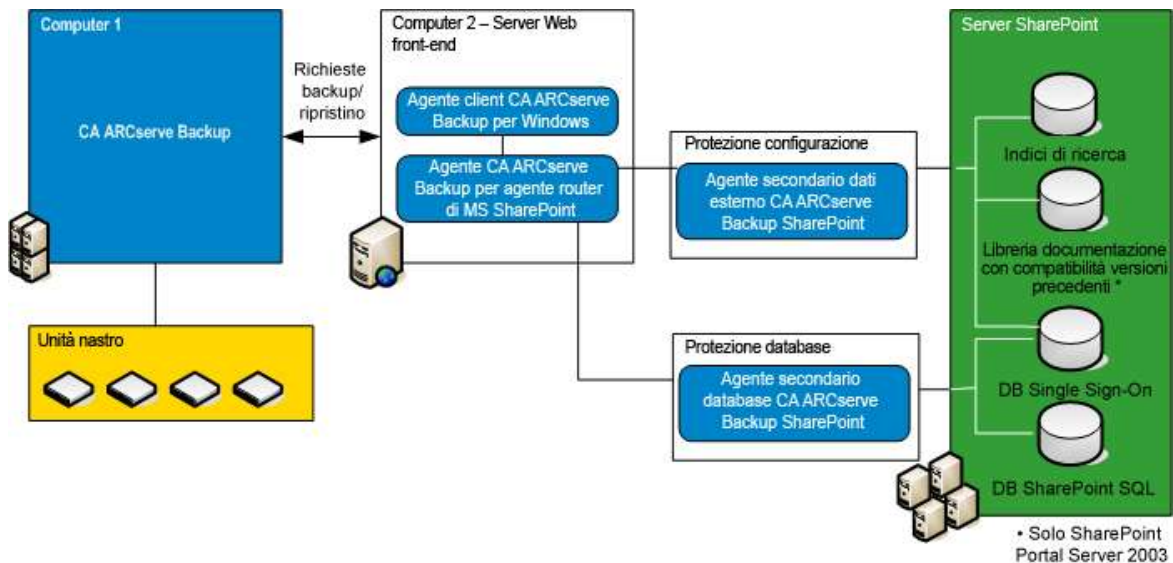 Computer 1
CA ARCserve Backup
Unità nastro
Richieste
backup/
ripristino
Computer 2 – Server Web
front-end
Agente client CA ARCserve
Backup per Windows
Agente CA ARCserve
Backup per agente router
di MS SharePoint
Protezione configurazione
Agente secondario dati
esterno CA ARCserve
Backup SharePoint
Protezione database
Agente secondario
database CA ARCserve
Backup SharePoint
Server SharePoint
Indici di ricerca
Libreria documentazione
con compatibilità versioni
precedenti *
DB Single Sign-On
DB SharePoint SQL
• Solo SharePoint
Portal Server 2003